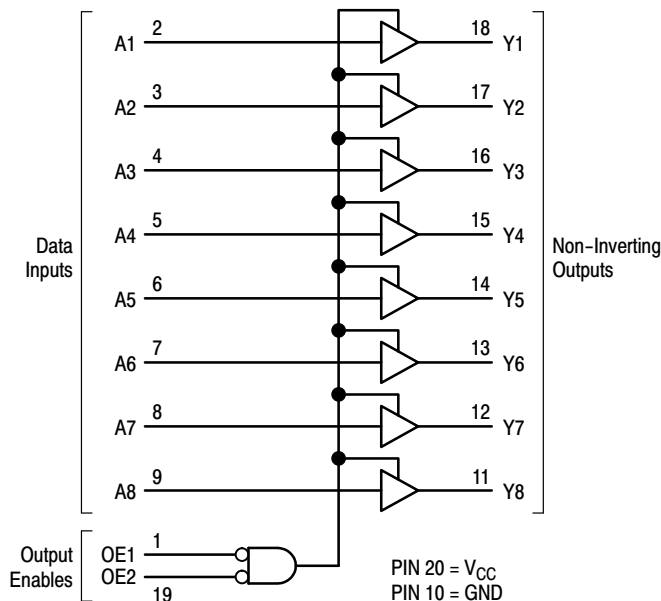 A1 2 18 Y1
A2 3 17 Y2
A3 4 16 Y3
A4 5 15 Y4
Data
Inputs
Non-Inverting
Outputs
A5 6 14 Y5
A6 7 13 Y6
A7 8 12 Y7
A8 9 11 Y8
Output
Enables
OE1 1
OE2 19
PIN 20 = VCC
PIN 10 = GND